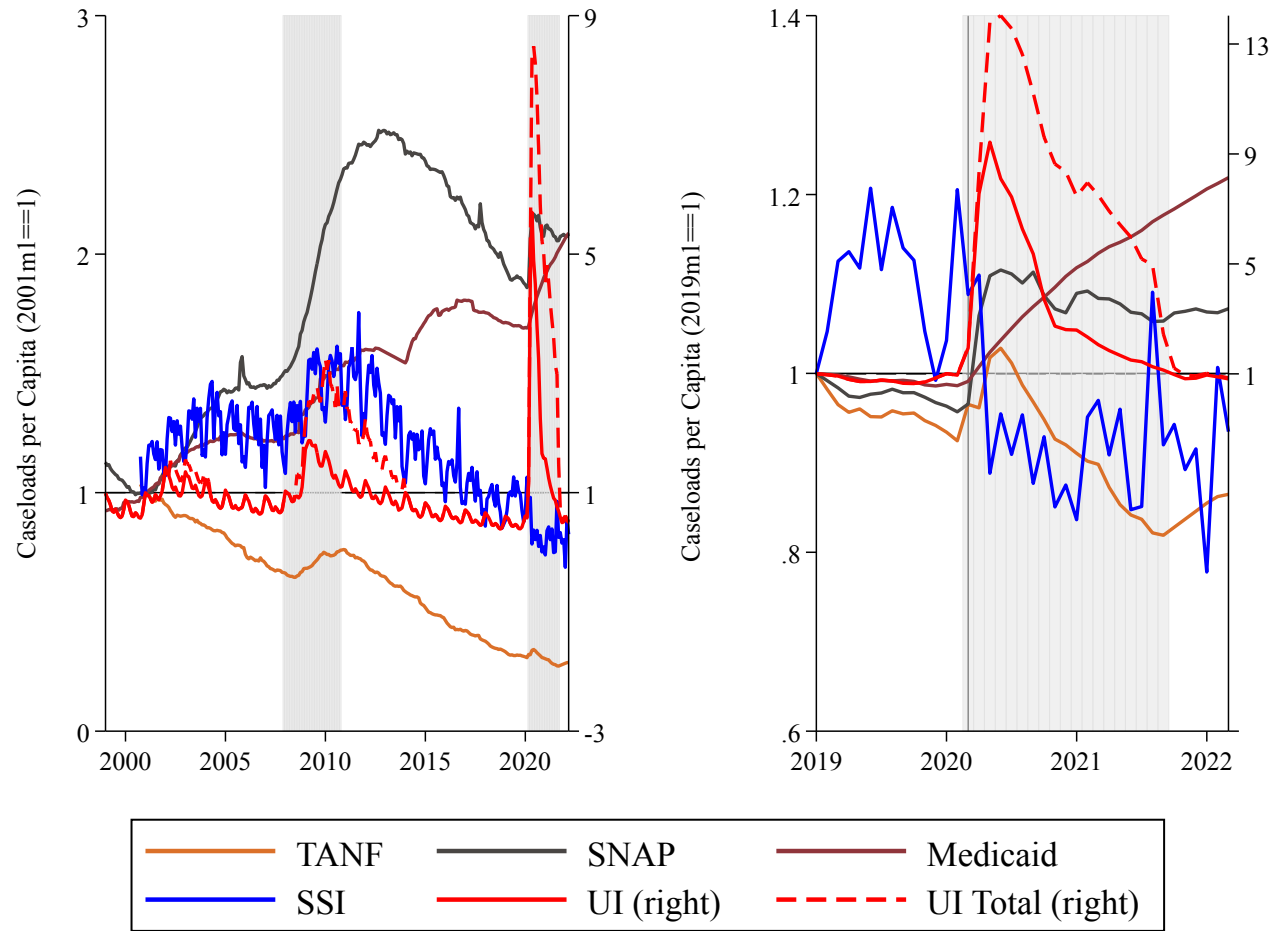 Caseloads per Capita (2001m1==1)
3
2
1
0
9
5
1
-3
2000 2005 2010 2015 2020
Caseloads per Capita (2019m1==1)
1.4
1.2
1
.8
.6
13
9
5
1
2019 2020 2021 2022
TANF SNAP Medicaid
SSI UI (right) UI Total (right)